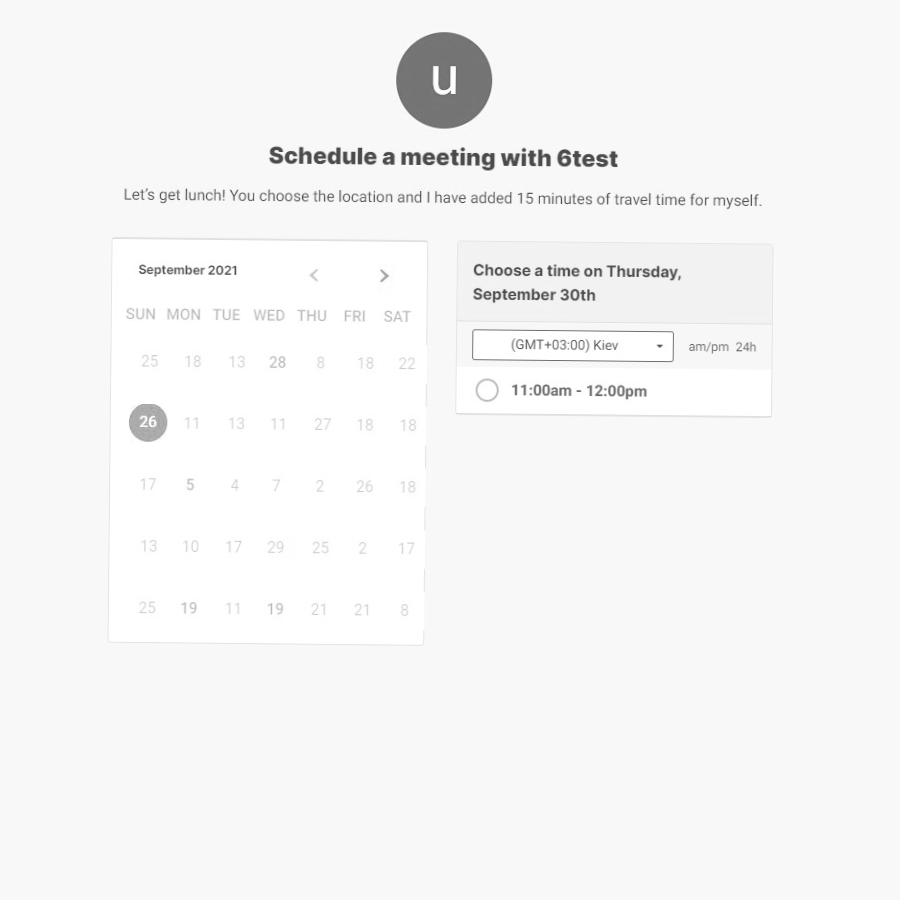 u
Schedule a meeting with 6test
Let's get lunch! You choose the location and I have added 15 minutes of travel time for myself.
September 2021
SUN MON TUE WED THU FRI SAT
25 18 13 28 8 18 22
26 11 13 11 27 18 18
17 5 4 7 2 26 18
13 10 17 29 25 2 17
25 19 11 19 21 21 8
Choose a time on Thursday,
September 30th
(GMT+03:00) Kiev am/pm 24h
11:00am - 12:00pm